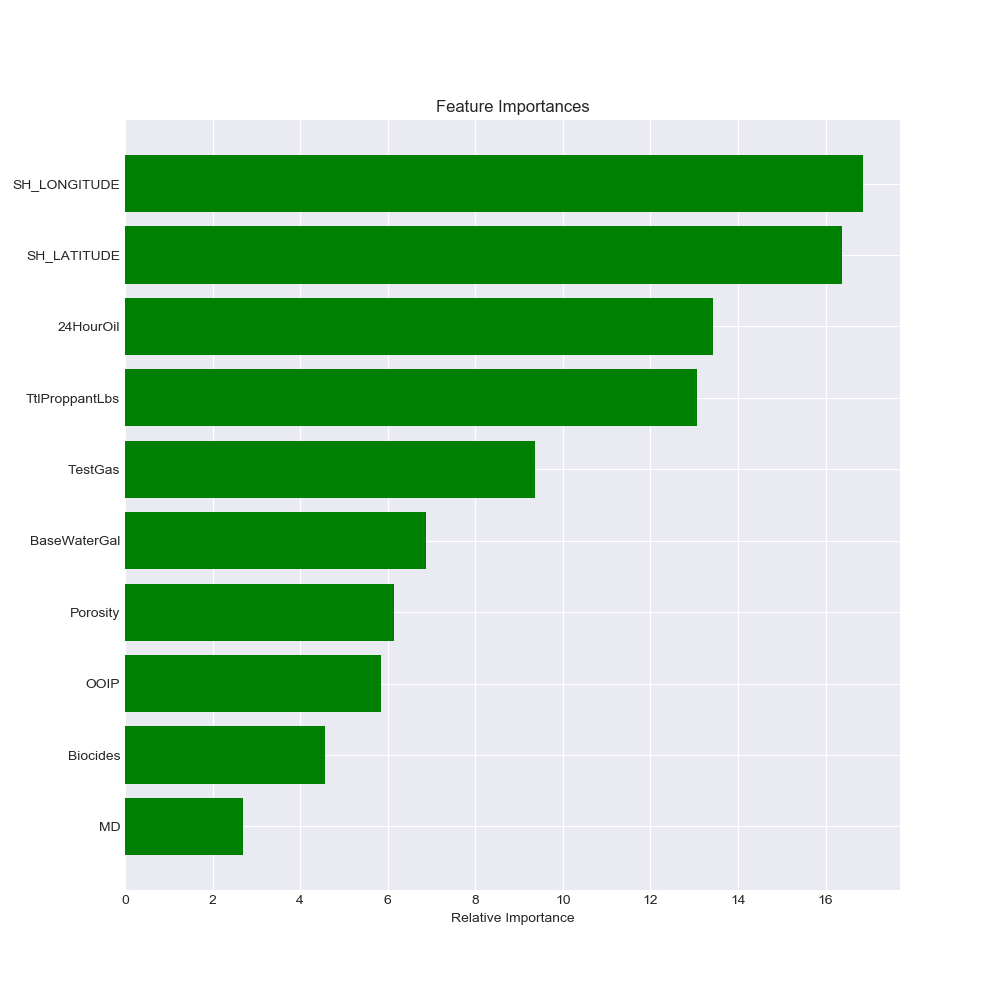 Feature Importances
SH_LONGITUDE
SH_LATITUDE
24HourOil
TtlProppantLbs
TestGas
BaseWaterGal
Porosity
OOIP
Biocides
MD
0 2 4 6 8 10 12 14 16
Relative Importance